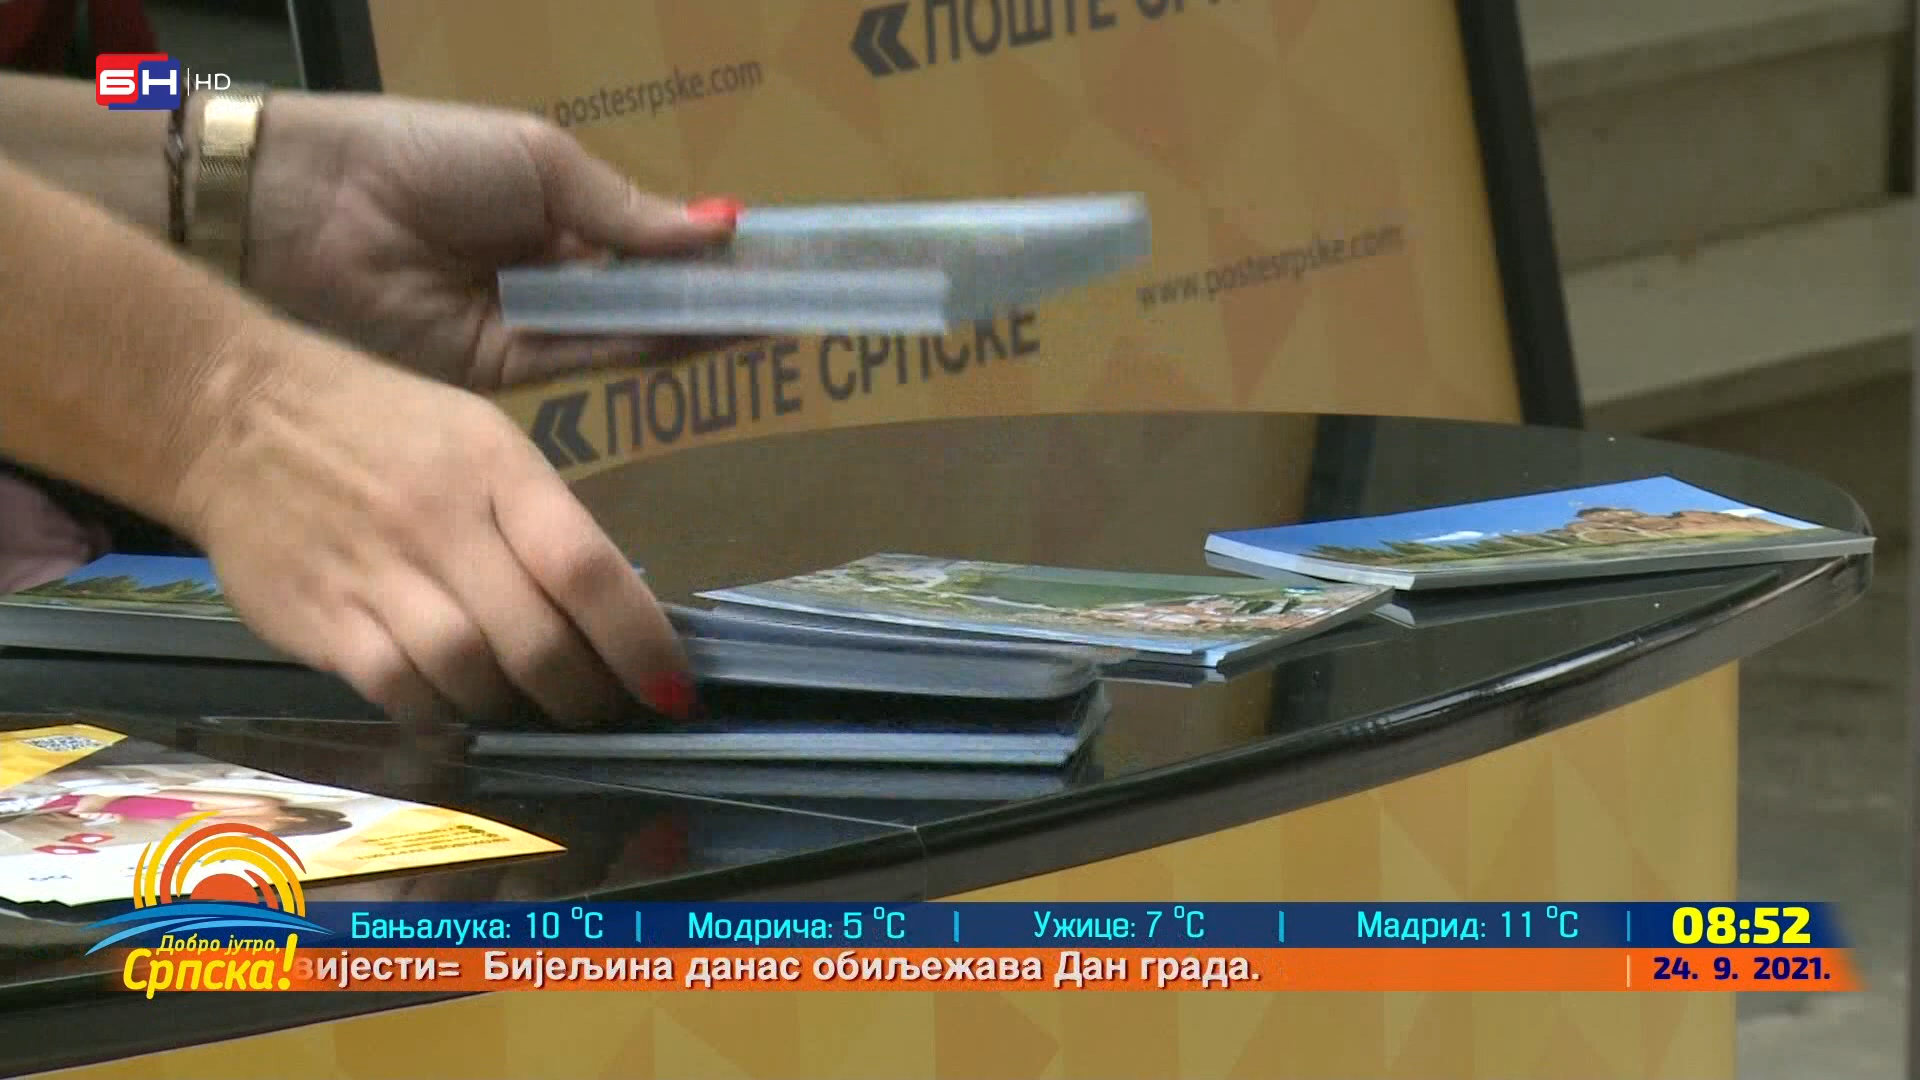 БН HD
ПОШТЕ СРПСКЕ
www.postesrpske.com
www.postesrpske.com
ПОШТЕ СРПСКЕ
Бањалука: 10 °C | Модрича: 5 °C | Ужице: 7 °C | Мадрид: 11 °C | 08:52
Добро јутро,
Српска!
вијести= Бијељина данас обиљежава Дан града. | 24. 9. 2021.